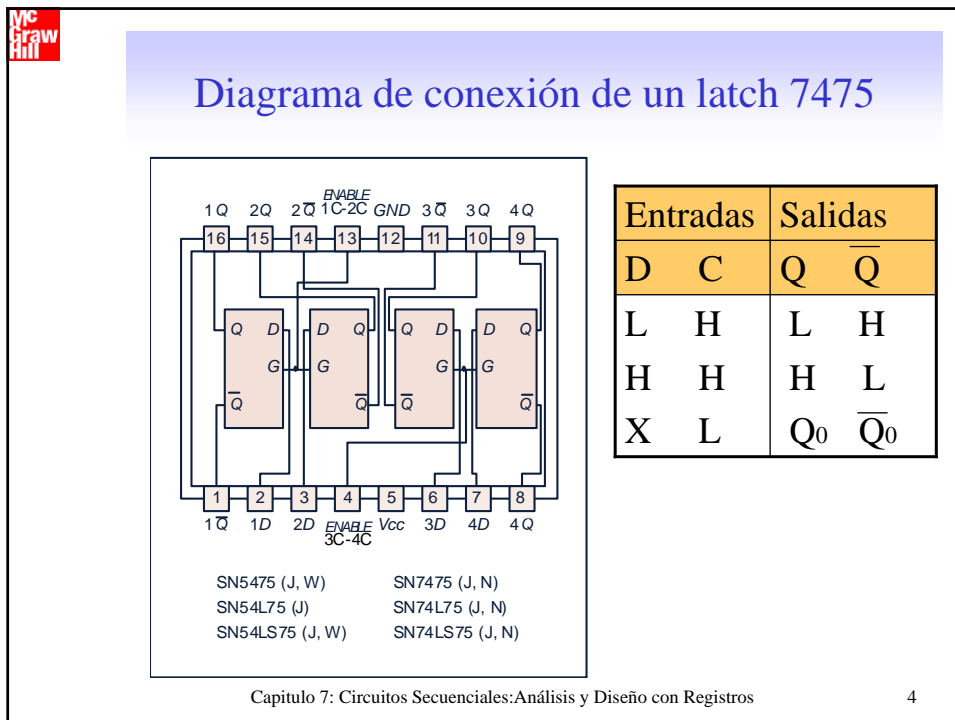 Mc
Graw
Hill
Diagrama de conexión de un latch 7475
ENABLE
1Q 2Q 2Q̅ 1C-2C GND 3Q̅ 3Q 4Q
16 15 14 13 12 11 10 9
Q D D Q Q D D Q
G G G G
Q̅ Q̅ Q̅ Q̅
1 2 3 4 5 6 7 8
1Q̅ 1D 2D ENABLE Vcc 3D 4D 4Q
3C-4C
SN5475 (J, W) SN7475 (J, N)
SN54L75 (J) SN74L75 (J, N)
SN54LS75 (J, W) SN74LS75 (J, N)
Entradas Salidas
D C Q Q̅
L H L H
H H H L
X L Q0 Q̅0
Capitulo 7: Circuitos Secuenciales:Análisis y Diseño con Registros 4